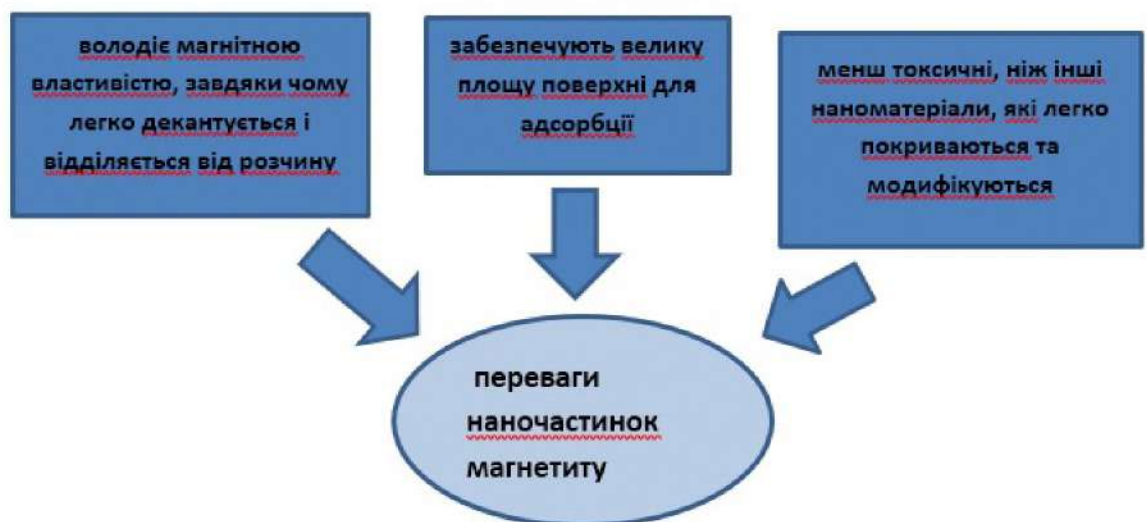 володіє магнітною
властивістю, завдяки чому
легко декантується і
відділяється від розчину
забезпечують велику
площу поверхні для
адсорбції
менш токсичні, ніж інші
наноматеріали, які легко
покриваються та
модифікуються
переваги
наночастинок
магнетиту